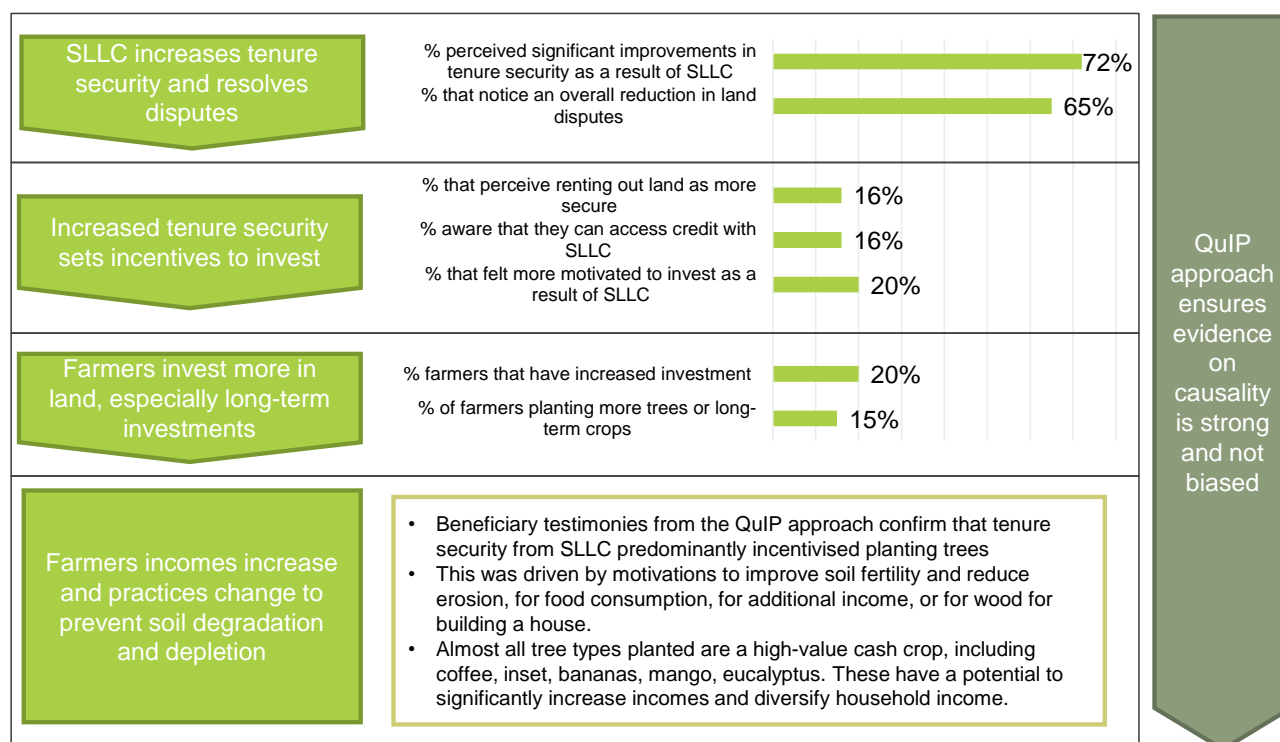 SLLC increases tenure
security and resolves
disputes
% perceived significant improvements in
tenure security as a result of SLLC
72%
% that notice an overall reduction in land
disputes
65%
Increased tenure security
sets incentives to invest
% that perceive renting out land as more
secure
16%
% aware that they can access credit with
SLLC
16%
% that felt more motivated to invest as a
result of SLLC
20%
Farmers invest more in
land, especially long-term
investments
% farmers that have increased investment
20%
% of farmers planting more trees or long-
term crops
15%
Farmers incomes increase
and practices change to
prevent soil degradation
and depletion
• Beneficiary testimonies from the QuIP approach confirm that tenure
security from SLLC predominantly incentivised planting trees
• This was driven by motivations to improve soil fertility and reduce
erosion, for food consumption, for additional income, or for wood for
building a house.
• Almost all tree types planted are a high-value cash crop, including
coffee, inset, bananas, mango, eucalyptus. These have a potential to
significantly increase incomes and diversify household income.
QuIP
approach
ensures
evidence
on
causality
is strong
and not
biased